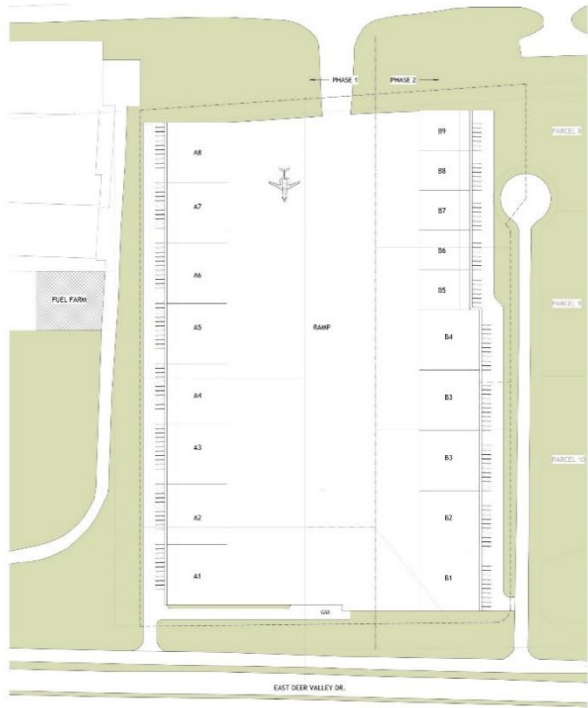 PHASE 1
PHASE 2
PARCEL 8
B9
A8
B8
A7
B7
B6
A6
B5
FUEL FARM
PARCEL 9
A5
RAMP
B4
A4
B3
A3
B3
PARCEL 10
A2
B2
A1
B1
GSE
EAST DEER VALLEY DR.